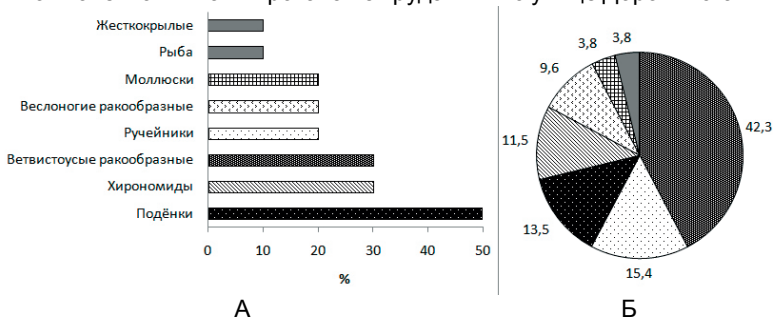 Жесткокрылые
Рыба
Моллюски
Веслоногие ракообразные
Ручейники
Ветвистоусые ракообразные
Хирономиды
Подёнки
0 10 20 30 40 50
%
А
3,8 3,8
9,6
42,3
11,5
13,5
15,4
Б